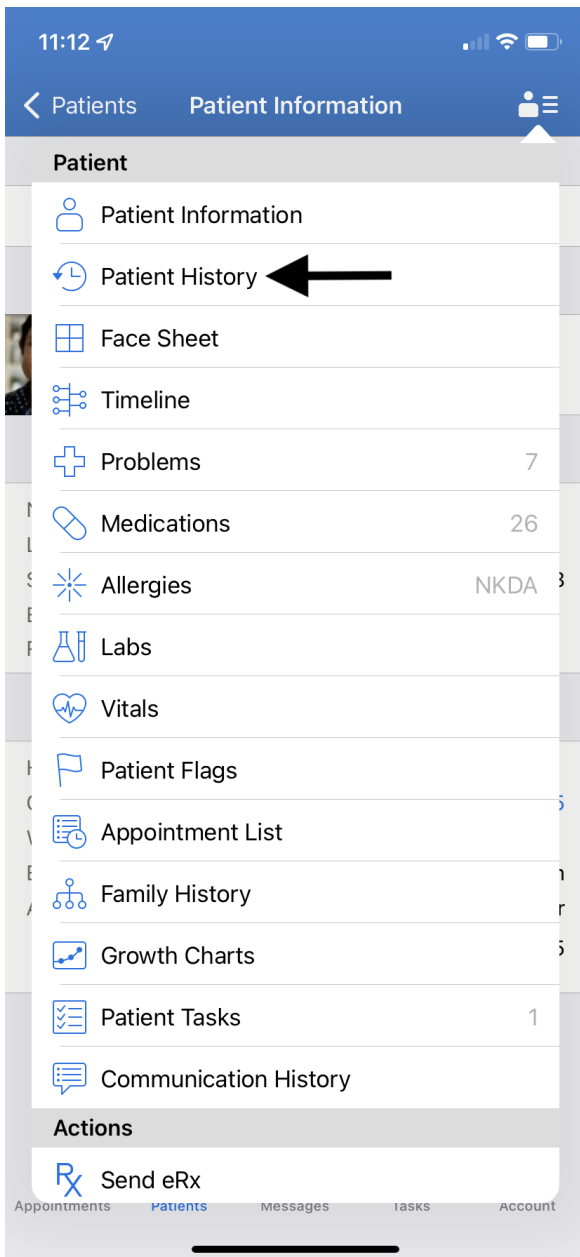 11:12
Patients Patient Information
Patient
Patient Information
Patient History
Face Sheet
Timeline
Problems 7
Medications 26
Allergies NKDA
Labs
Vitals
Patient Flags
Appointment List
Family History
Growth Charts
Patient Tasks 1
Communication History
Actions
Rx Send eRx
Appointments Patients Messages Tasks Account